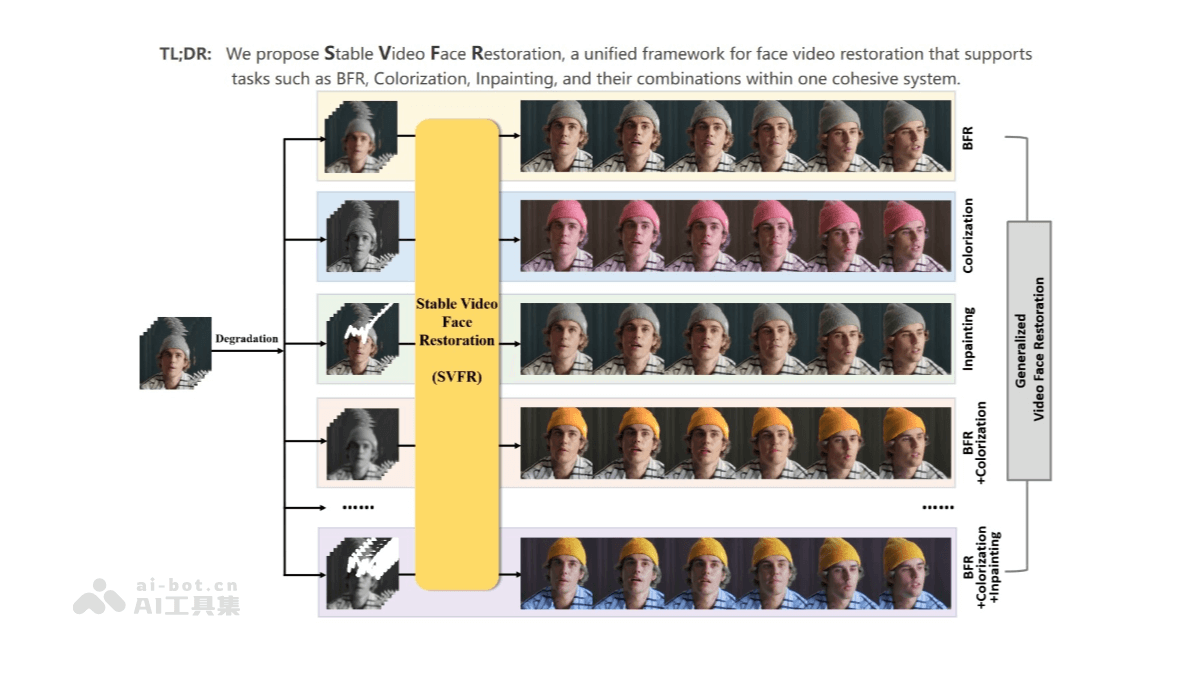 TL;DR: We propose Stable Video Face Restoration, a unified framework for face video restoration that supports
tasks such as BFR, Colorization, Inpainting, and their combinations within one cohesive system.
BFR
Colorization
Degradation
Stable Video
Face
Restoration
(SVFR)
Inpainting
Generalized
Video Face Restoration
BFR
+Colorization
......
......
BFR
+Colorization
+Inpainting
ai-bot.cn
AI工具集